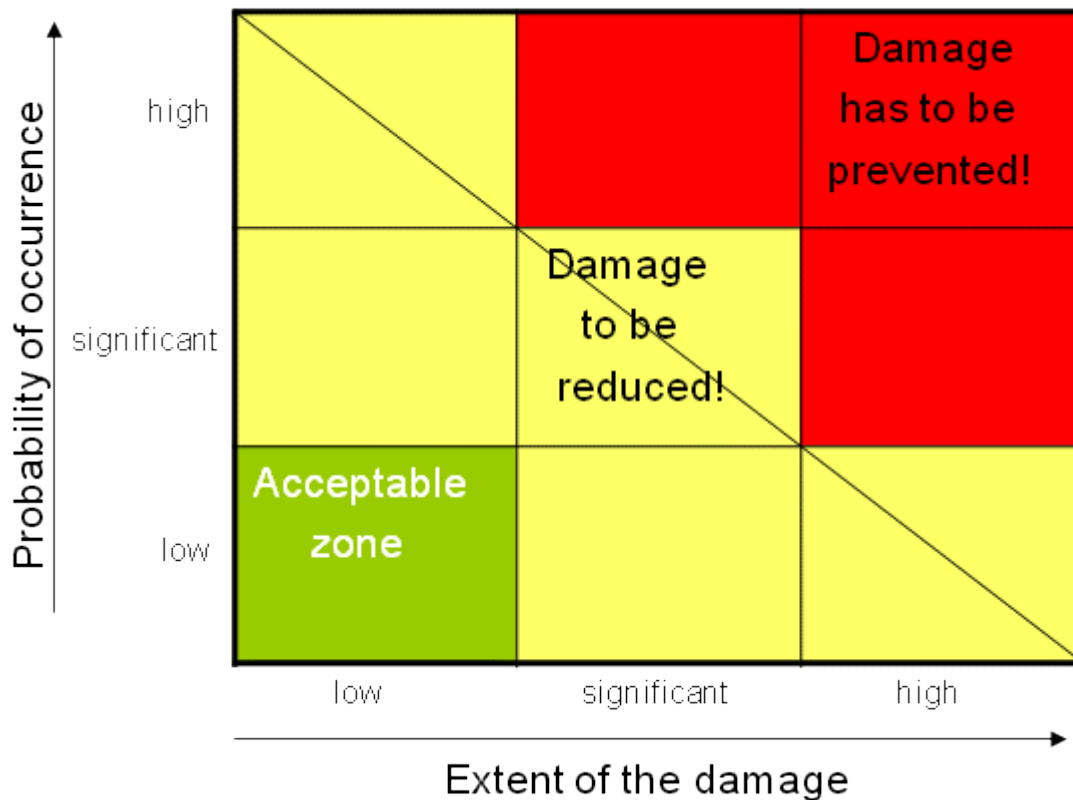 Probability of occurrence
high
significant
low
Damage
has to be
prevented!
Damage
to be
reduced!
Acceptable
zone
low
significant
high
Extent of the damage